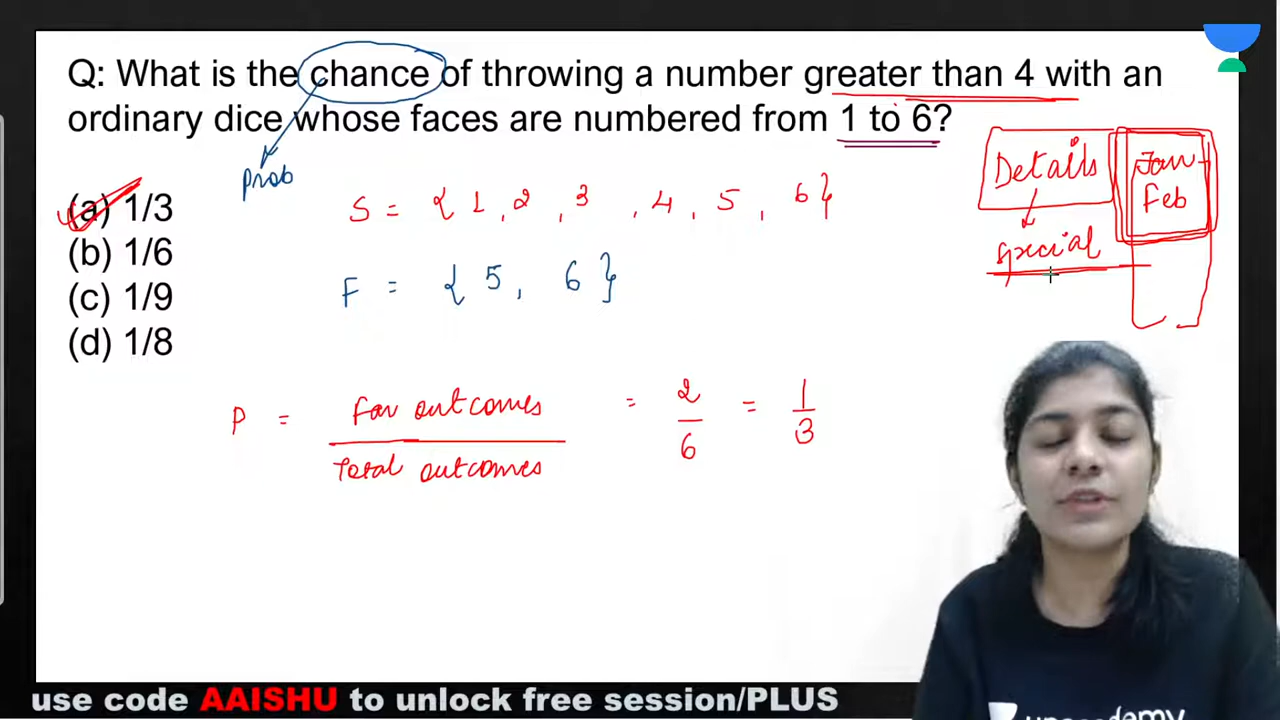 Q: What is the chance of throwing a number greater than 4 with an
ordinary dice whose faces are numbered from 1 to 6?
prob
(a) 1/3
(b) 1/6
(c) 1/9
(d) 1/8
S = { 1 , 2 , 3 , 4 , 5 , 6 }
F = { 5 , 6 }
P = Fav outcomes / Total outcomes = 2/6 = 1/3
Details
special
Jan -
Feb
use code AAISHU to unlock free session/PLUS
unacademy